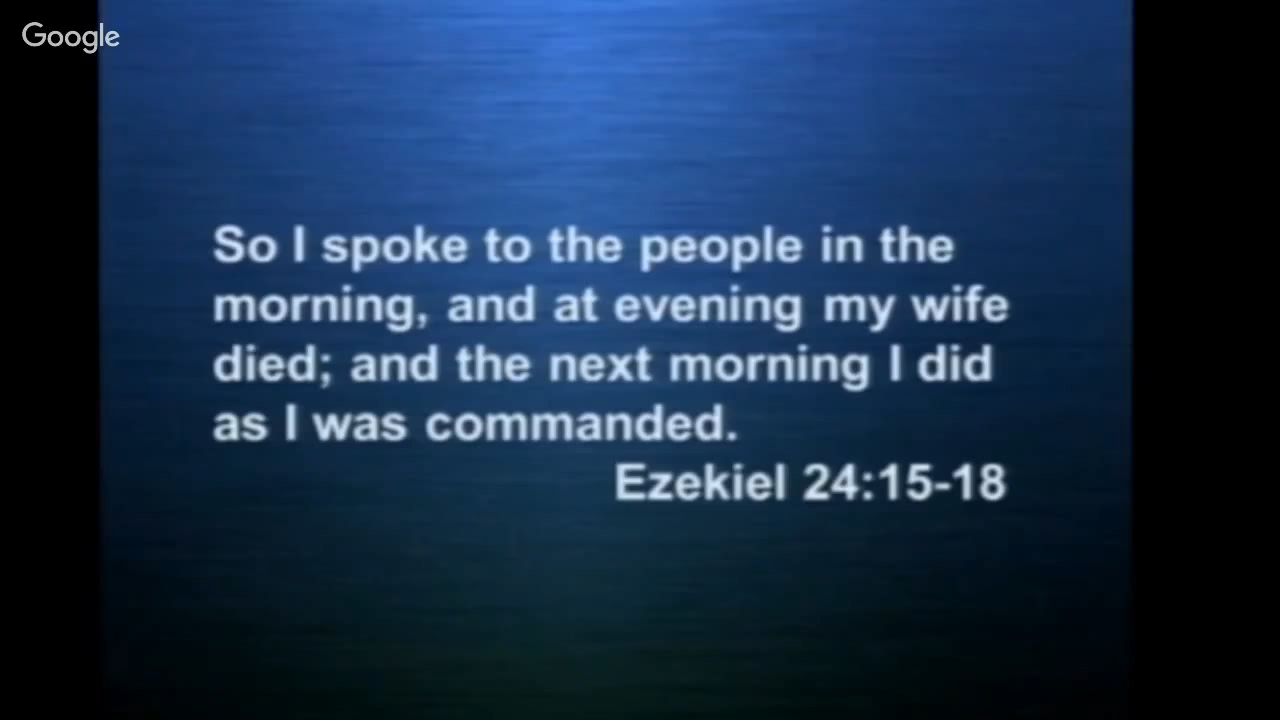 Google
So I spoke to the people in the
morning, and at evening my wife
died; and the next morning I did
as I was commanded.
Ezekiel 24:15-18